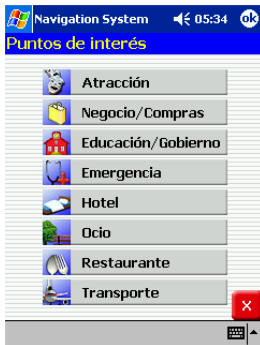 Navigation System 05:34 ok
Puntos de interés
Atracción
Negocio/Compras
Educación/Gobierno
Emergencia
Hotel
Ocio
Restaurante
Transporte
x